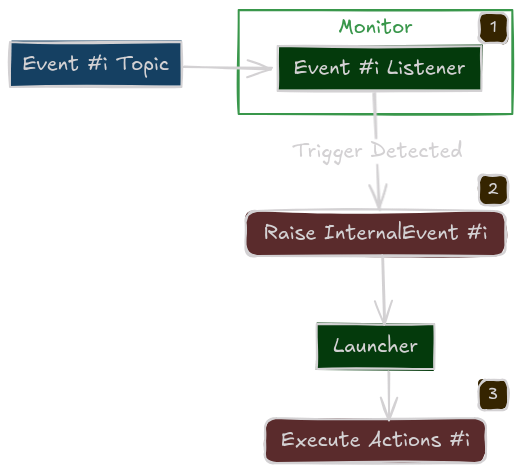 Monitor
1
Event #i Topic
Event #i Listener
Trigger Detected
2
Raise InternalEvent #i
Launcher
3
Execute Actions #i